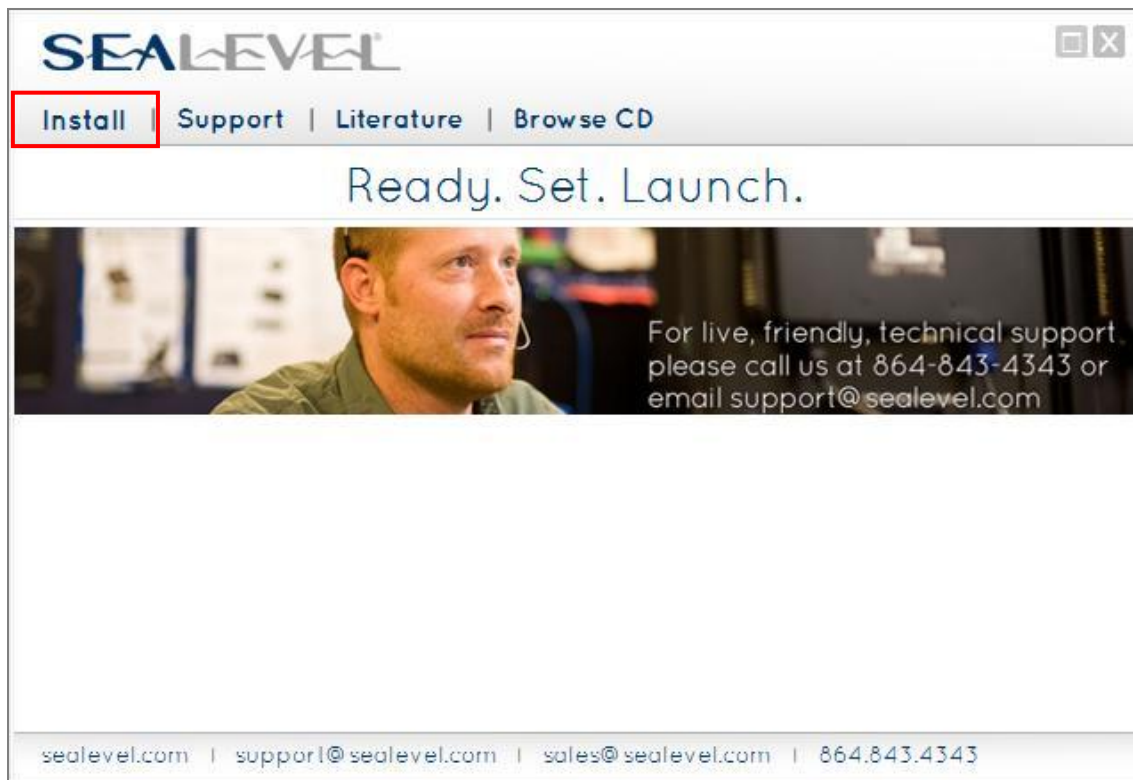 SEALEVEL®
Install | Support | Literature | Browse CD
Ready. Set. Launch.
For live, friendly, technical support
please call us at 864-843-4343 or
email support@sealevel.com
sealevel.com | support@sealevel.com | sales@sealevel.com | 864.843.4343